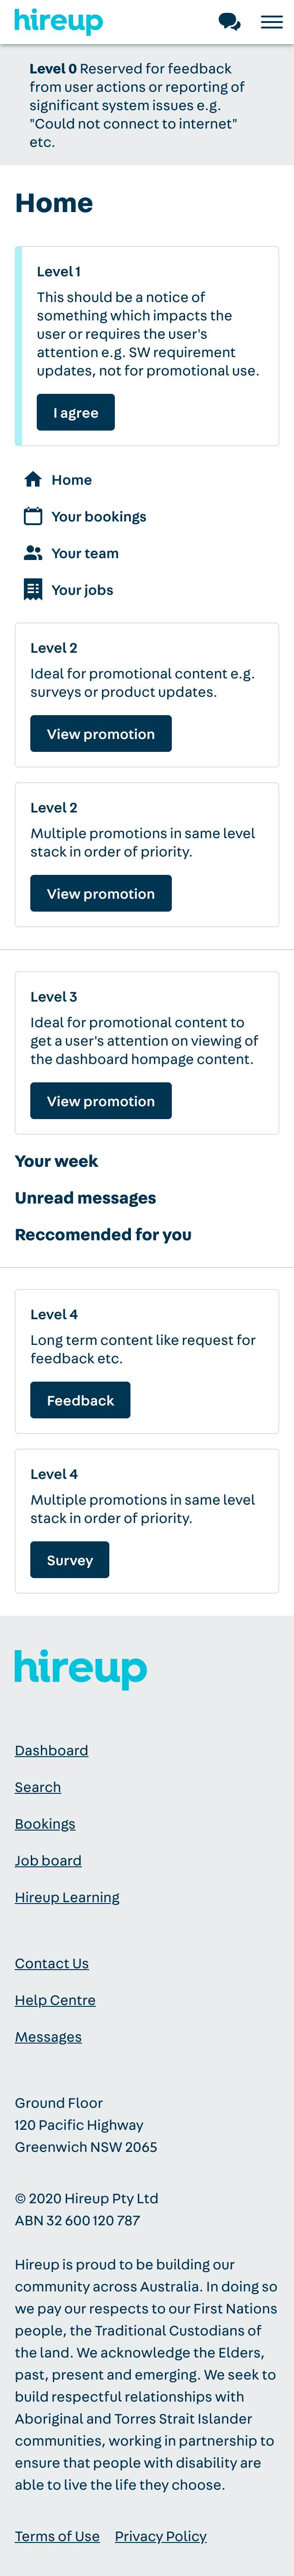 hireup
Level 0 Reserved for feedback
from user actions or reporting of
significant system issues e.g.
"Could not connect to internet"
etc.
Home
Level 1
This should be a notice of
something which impacts the
user or requires the user's
attention e.g. SW requirement
updates, not for promotional use.
I agree
Home
Your bookings
Your team
Your jobs
Level 2
Ideal for promotional content e.g.
surveys or product updates.
View promotion
Level 2
Multiple promotions in same level
stack in order of priority.
View promotion
Level 3
Ideal for promotional content to
get a user's attention on viewing of
the dashboard hompage content.
View promotion
Your week
Unread messages
Reccomended for you
Level 4
Long term content like request for
feedback etc.
Feedback
Level 4
Multiple promotions in same level
stack in order of priority.
Survey
hireup
Dashboard
Search
Bookings
Job board
Hireup Learning
Contact Us
Help Centre
Messages
Ground Floor
120 Pacific Highway
Greenwich NSW 2065
© 2020 Hireup Pty Ltd
ABN 32 600 120 787
Hireup is proud to be building our
community across Australia. In doing so
we pay our respects to our First Nations
people, the Traditional Custodians of
the land. We acknowledge the Elders,
past, present and emerging. We seek to
build respectful relationships with
Aboriginal and Torres Strait Islander
communities, working in partnership to
ensure that people with disability are
able to live the life they choose.
Terms of Use Privacy Policy